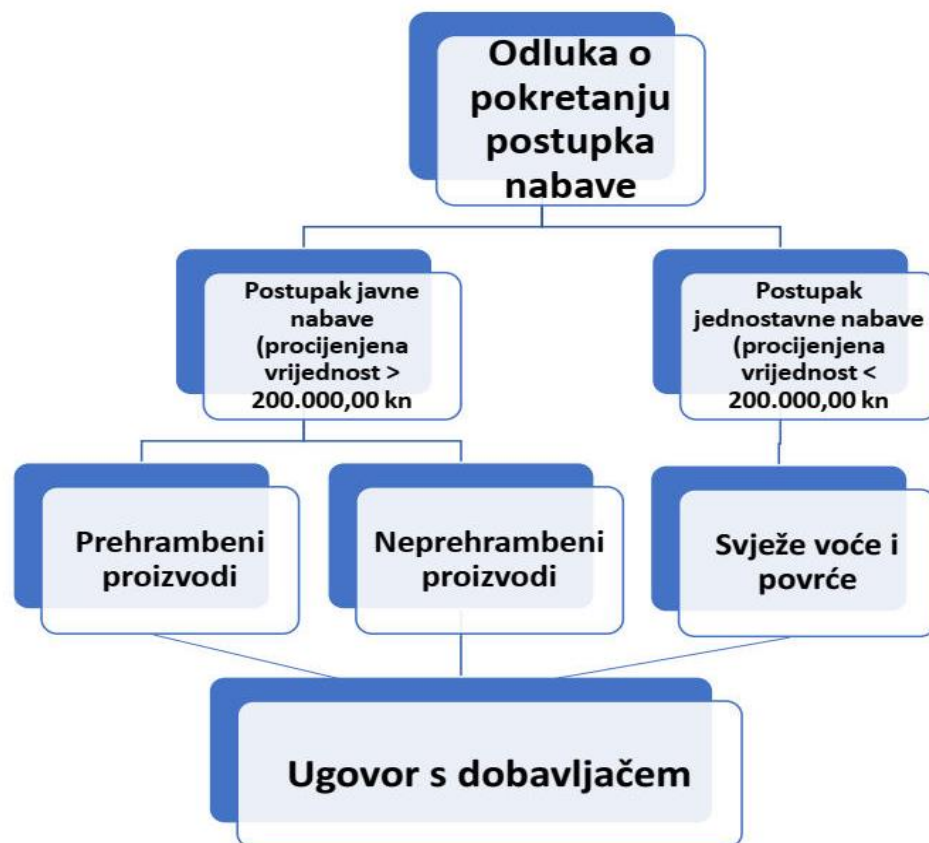 Odluka o
pokretanju
postupka
nabave
Postupak javne
nabave
(procijenjena
vrijednost >
200.000,00 kn
Postupak
jednostavne nabave
(procijenjena
vrijednost <
200.000,00 kn
Prehrambeni
proizvodi
Neprehrambeni
proizvodi
Svježe voće i
povrće
Ugovor s dobavljačem